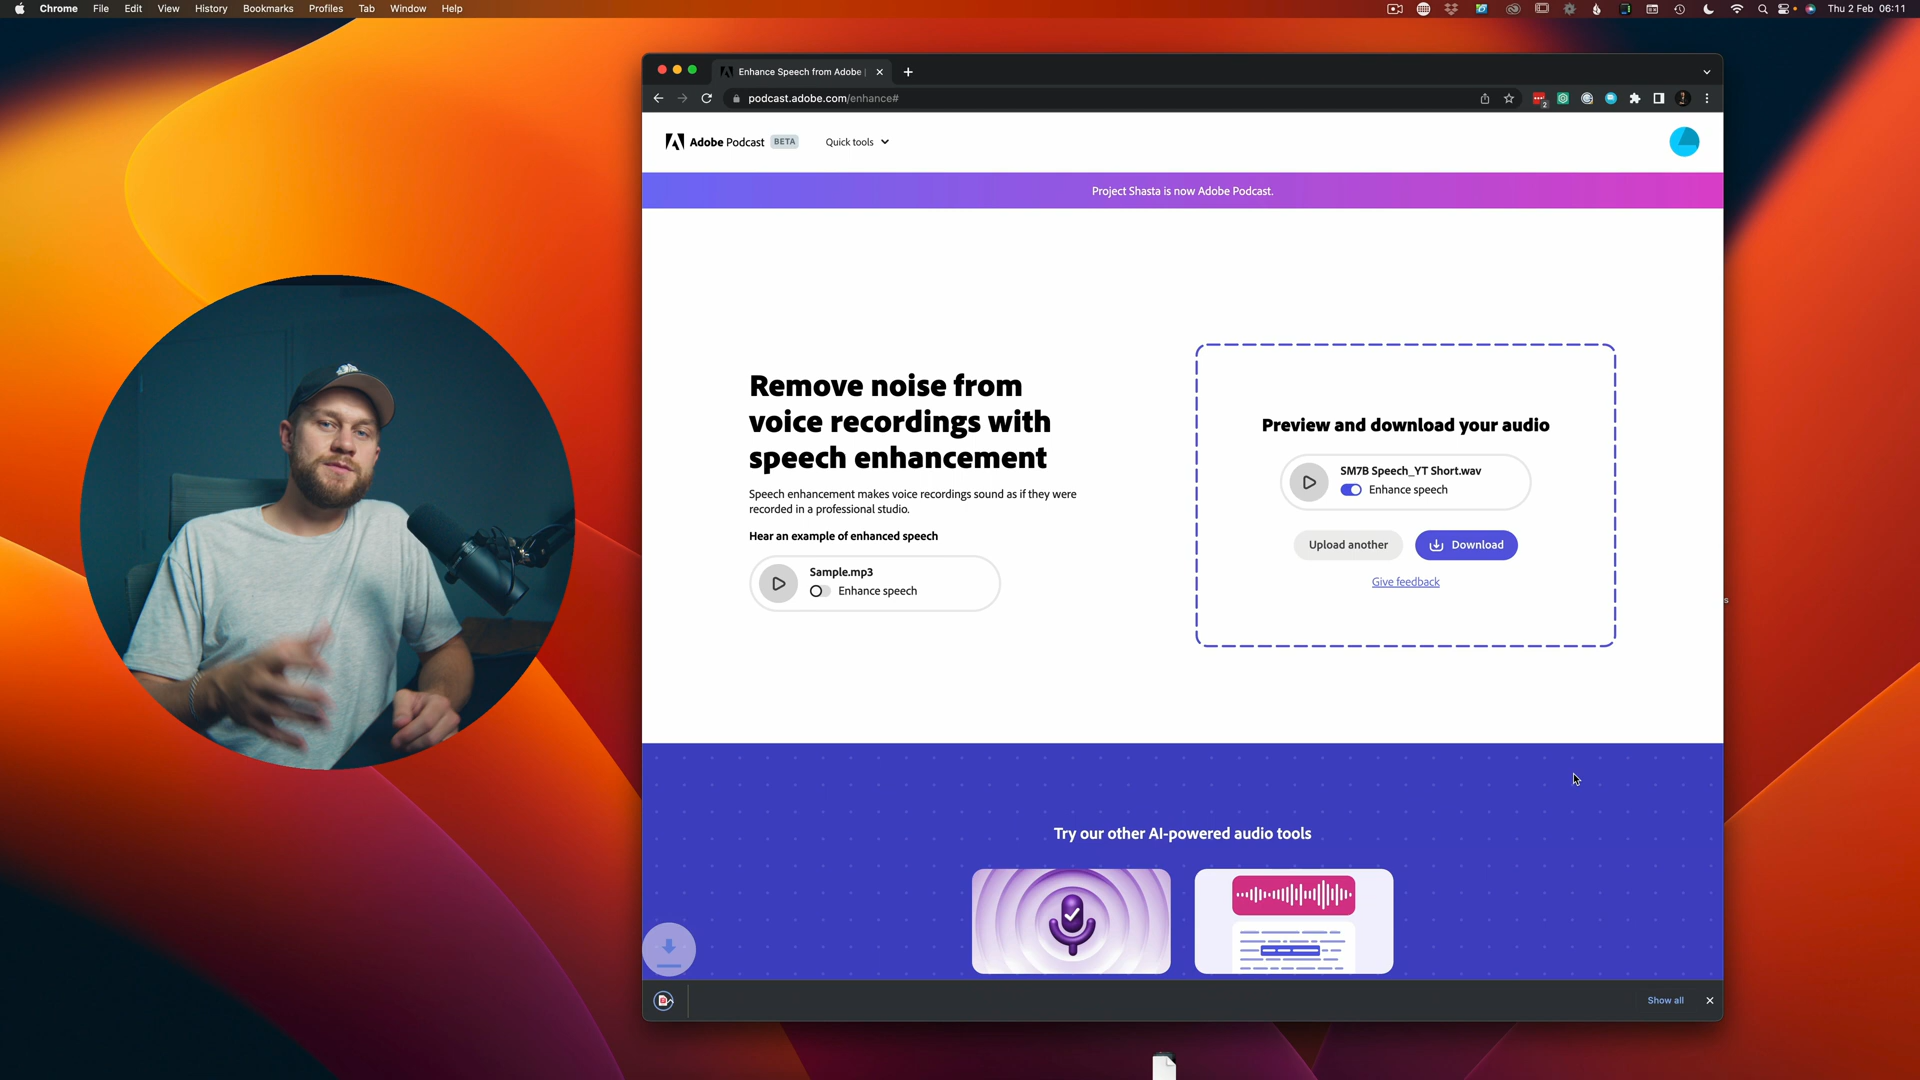 Chrome File Edit View History Bookmarks Profiles Tab Window Help
Thu 2 Feb 06:11
Enhance Speech from Adobe |
podcast.adobe.com/enhance#
2
Adobe Podcast BETA
Quick tools
Project Shasta is now Adobe Podcast.
Remove noise from
voice recordings with
speech enhancement
Speech enhancement makes voice recordings sound as if they were
recorded in a professional studio.
Hear an example of enhanced speech
Sample.mp3
Enhance speech
Preview and download your audio
SM7B Speech_YT Short.wav
Enhance speech
Upload another
Download
Give feedback
s
Try our other AI-powered audio tools
Show all